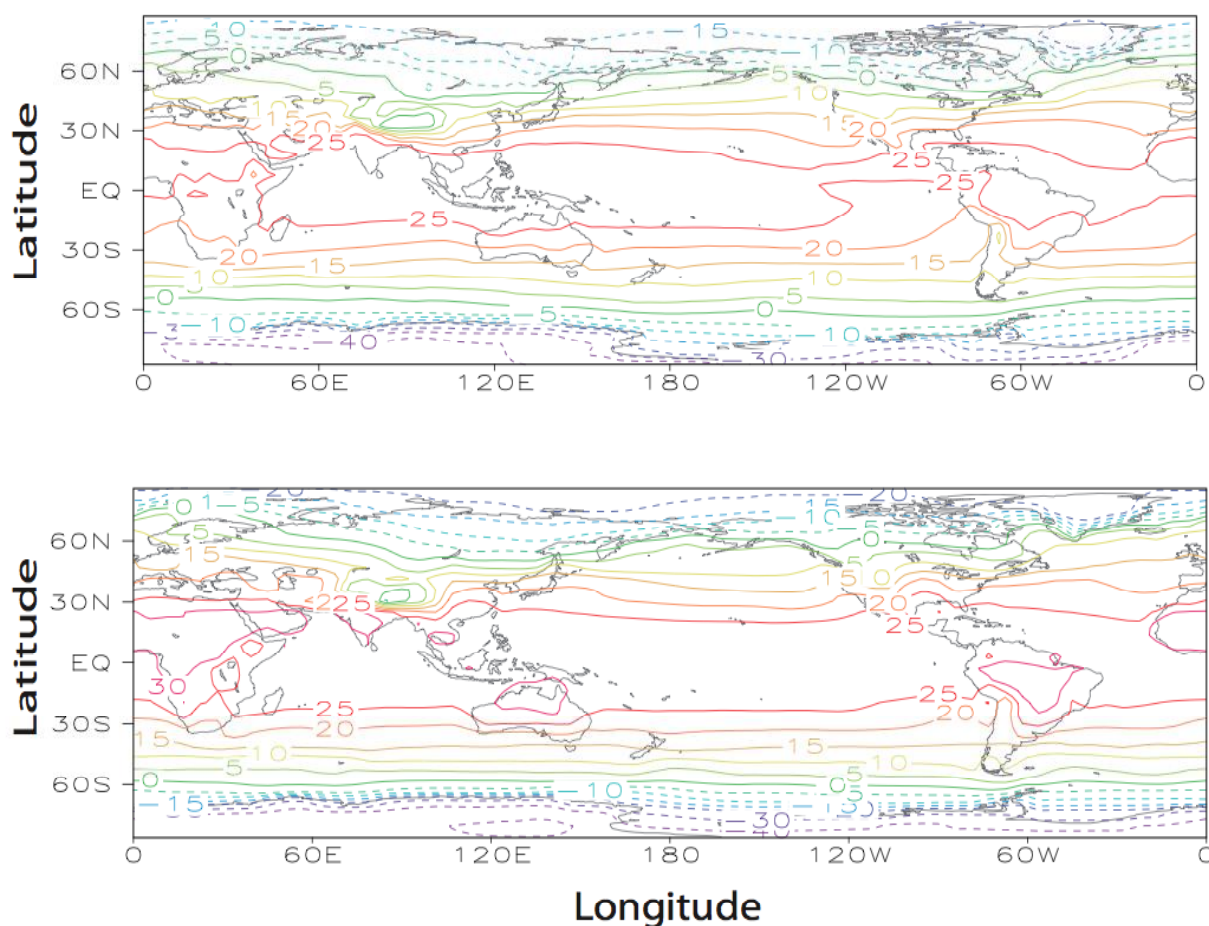 -10 -15 -10
-5 -10
0 -5 -5
60N 5 0
15 10
20 15 20
30N
25 25
EQ 25
25
30S 20 20
15 15
10 10
0 5
60S -5 0
-10 -10
-40 -30
0 60E 120E 180 120W 60W 0
Latitude
-20 -20
0 -5 -15 -5
5 0
60N 5
15 15 10
30N 25 20
25
EQ
30
25 25
30S 20 20
15 15
10 10
5 5
60S 0 0
-15 -10
-30
-40
0 60E 120E 180 120W 60W 0
Latitude
Longitude